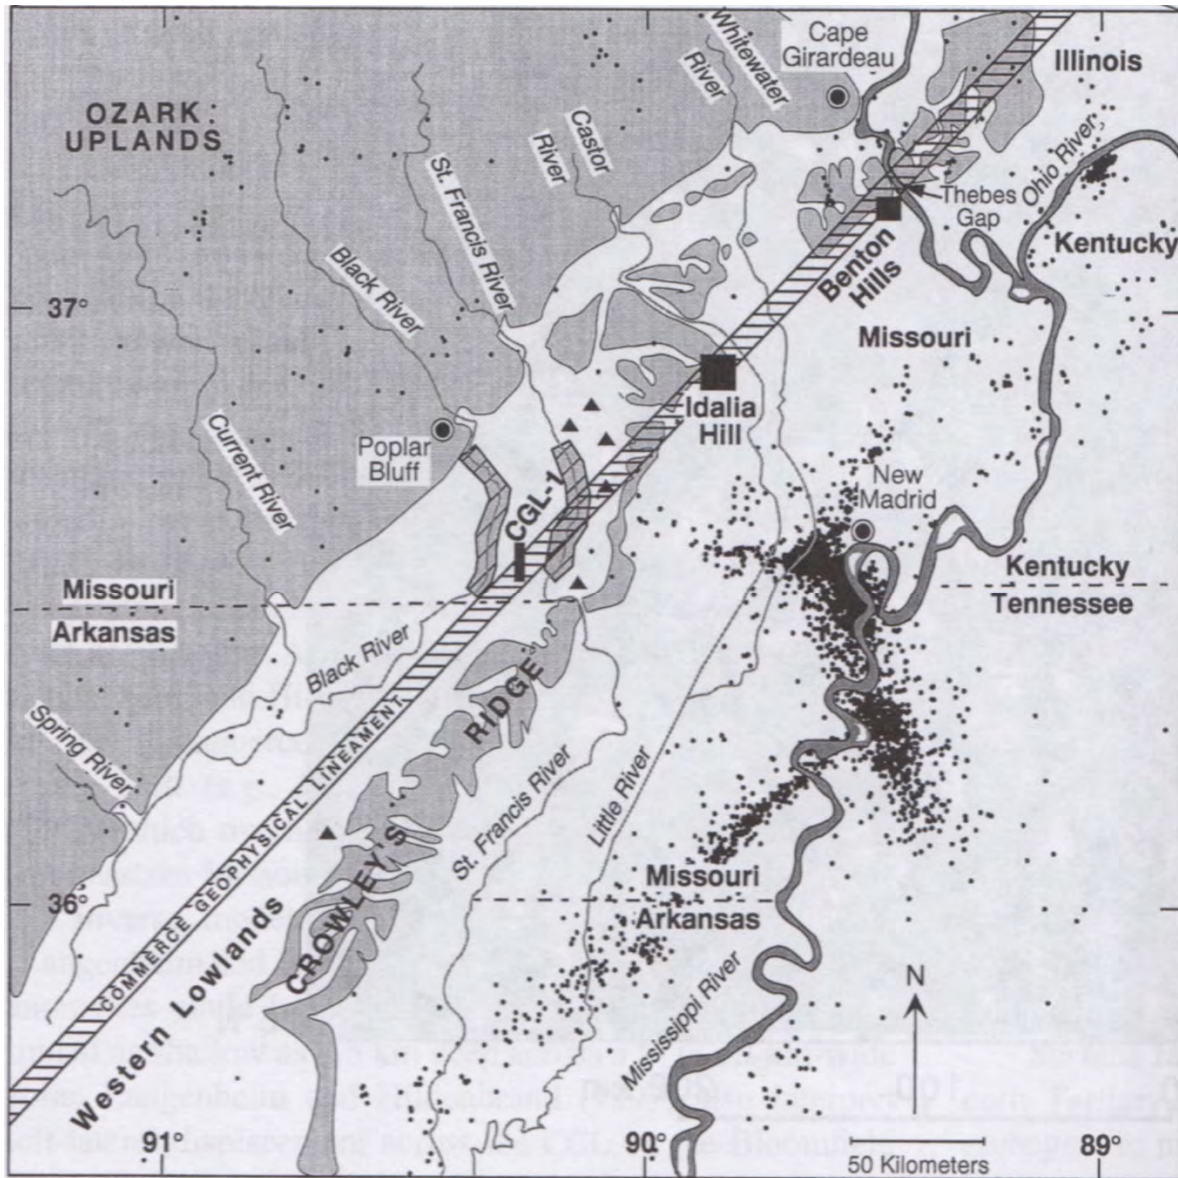 OZARK
UPLANDS
Whitewater
River
Cape
Girardeau
Illinois
Castor
River
St. Francis River
Black River
Thebes
Gap
Ohio River
Kentucky
Benton
Hills
37°
Missouri
Current River
Poplar
Bluff
Idalia
Hill
CGL-1
New
Madrid
Missouri
Arkansas
Kentucky
Tennessee
Black River
Spring River
COMMERCE GEOPHYSICAL LINEAMENT
CROWLEY'S RIDGE
St. Francis River
Little River
36°
Missouri
Arkansas
Western Lowlands
Mississippi River
N
91°
90°
89°
50 Kilometers